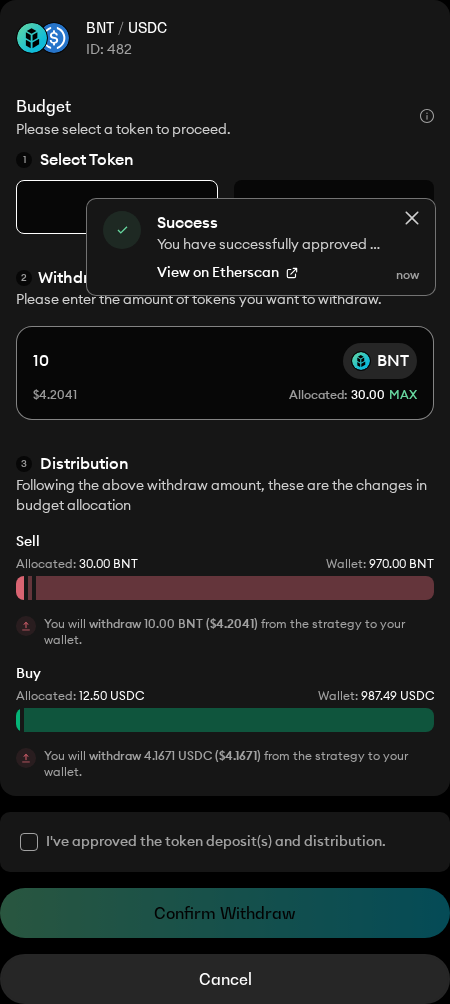 BNT / USDC
ID: 482
Budget
Please select a token to proceed.
1 Select Token
Success
You have successfully approved ...
View on Etherscan
now
2 Withdr
Please enter the amount of tokens you want to withdraw.
10
BNT
$4.2041
Allocated: 30.00 MAX
3 Distribution
Following the above withdraw amount, these are the changes in
budget allocation
Sell
Allocated: 30.00 BNT
Wallet: 970.00 BNT
You will withdraw 10.00 BNT ($4.2041) from the strategy to your
wallet.
Buy
Allocated: 12.50 USDC
Wallet: 987.49 USDC
You will withdraw 4.1671 USDC ($4.1671) from the strategy to your
wallet.
I've approved the token deposit(s) and distribution.
Confirm Withdraw
Cancel